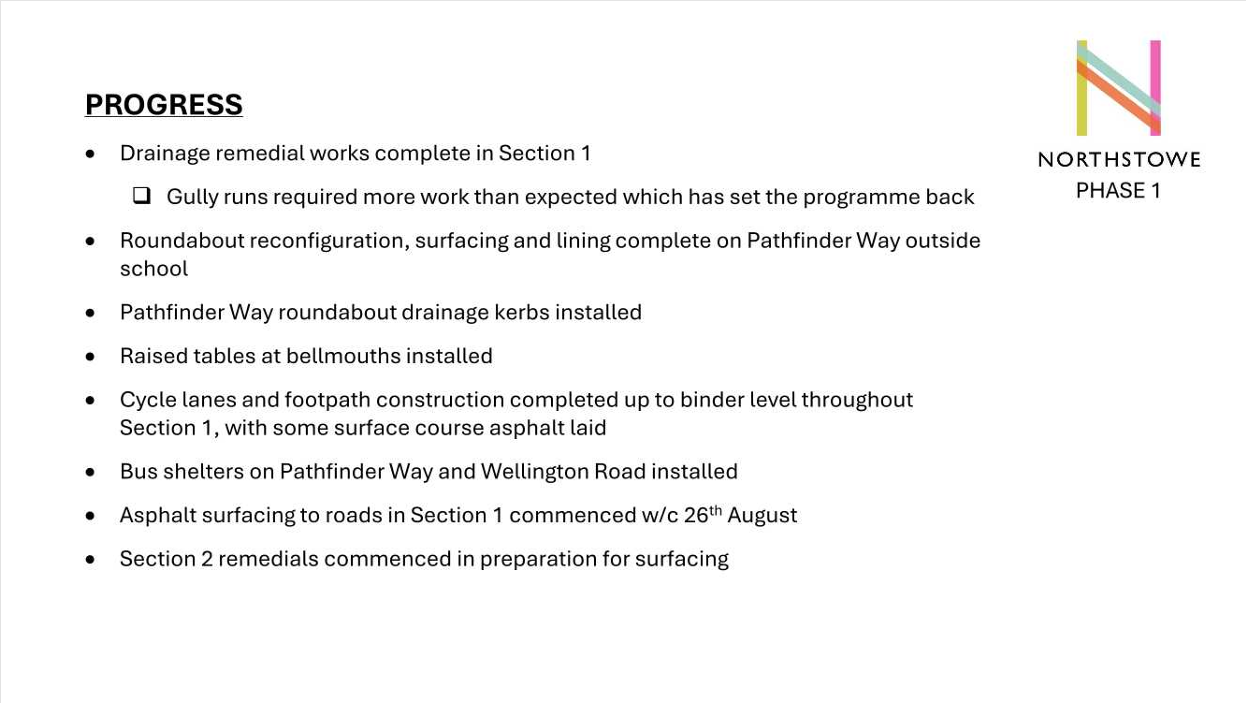 PROGRESS
• Drainage remedial works complete in Section 1
❑ Gully runs required more work than expected which has set the programme back
• Roundabout reconfiguration, surfacing and lining complete on Pathfinder Way outside
school
• Pathfinder Way roundabout drainage kerbs installed
• Raised tables at bellmouths installed
• Cycle lanes and footpath construction completed up to binder level throughout
Section 1, with some surface course asphalt laid
• Bus shelters on Pathfinder Way and Wellington Road installed
• Asphalt surfacing to roads in Section 1 commenced w/c 26th August
• Section 2 remedials commenced in preparation for surfacing
NORTHSTOWE
PHASE 1